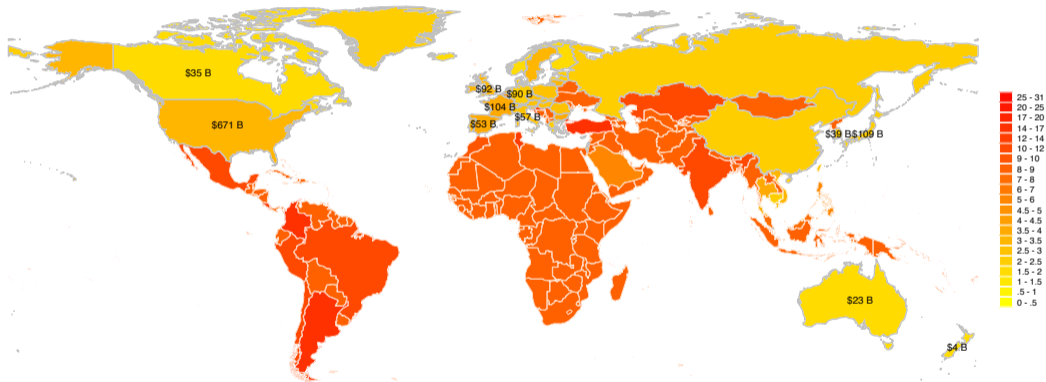 $35 B
$92 B
$90 B
$104 B
$57 B
$671 B
$53 B
$39 B
$109 B
$23 B
$4 B
25 - 31
20 - 25
17 - 20
14 - 17
12 - 14
10 - 12
9 - 10
8 - 9
7 - 8
6 - 7
5 - 6
4.5 - 5
4 - 4.5
3.5 - 4
3 - 3.5
2.5 - 3
2 - 2.5
1.5 - 2
1 - 1.5
.5 - 1
0 - .5